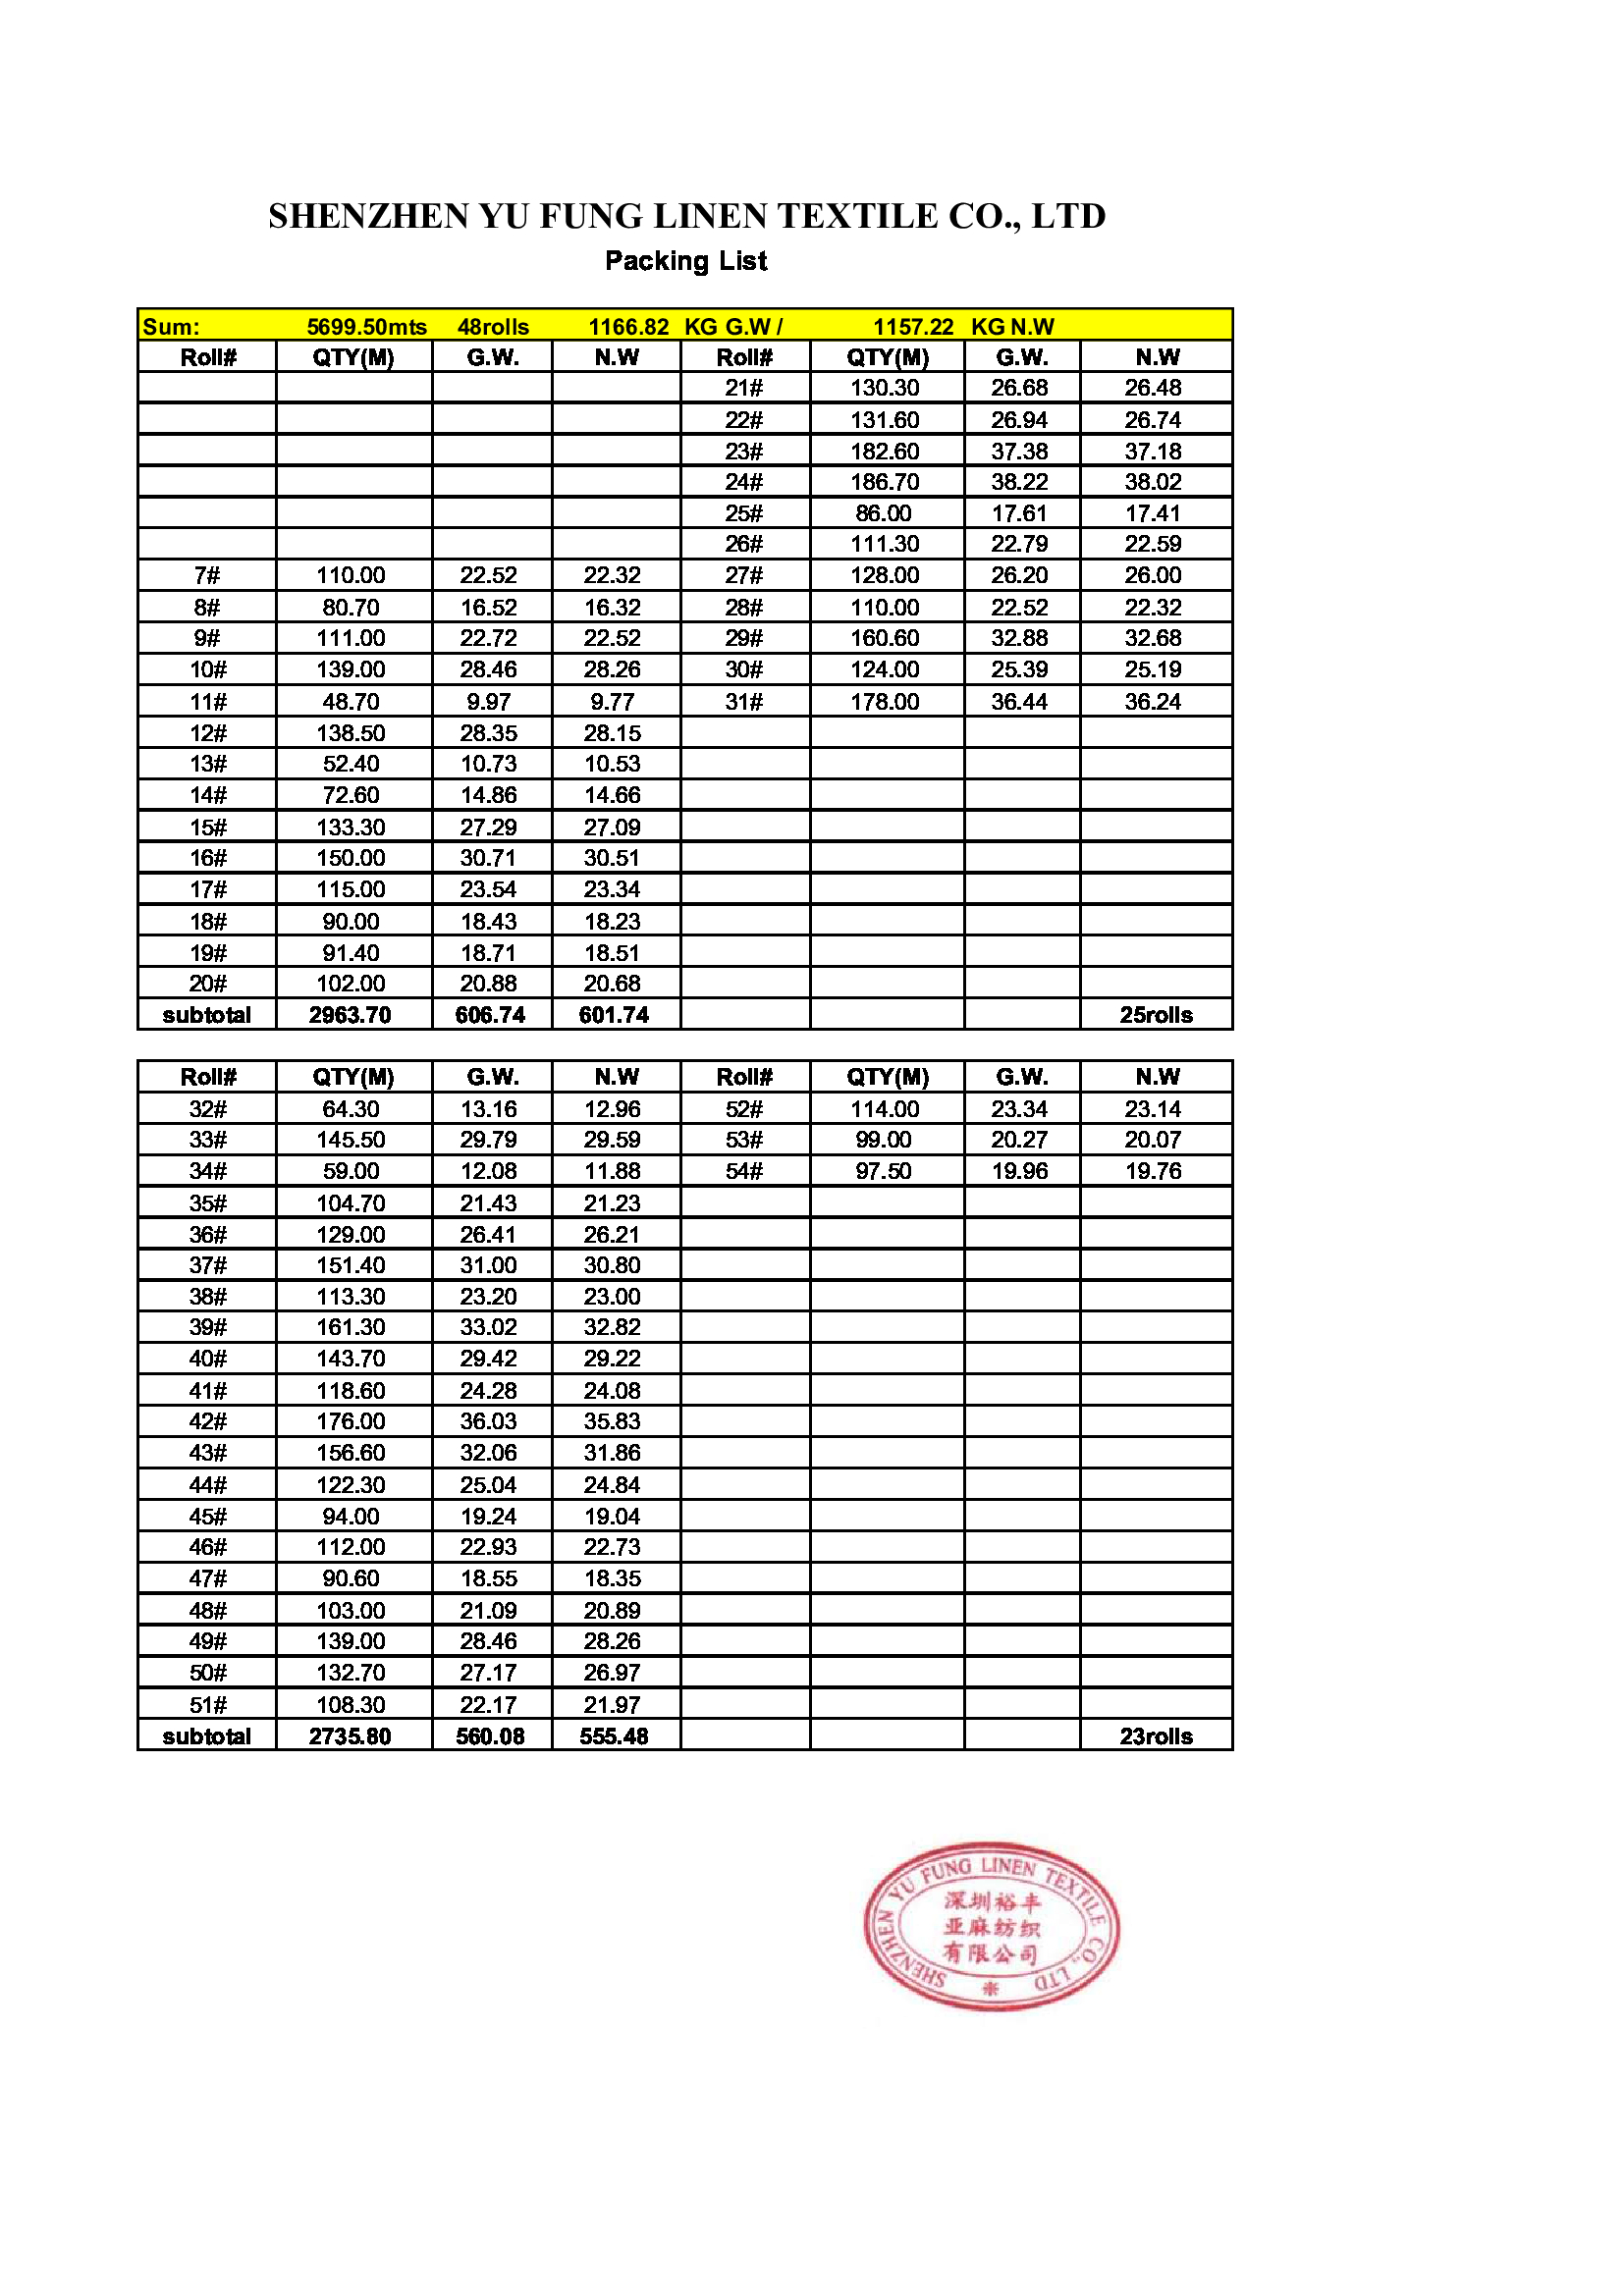 SHENZHEN YU FUNG LINEN TEXTILE CO., LTD
Packing List
Sum: 5699.50mts 48rolls 1166.82 KG G.W / 1157.22 KG N.W
Roll# QTY(M) G.W. N.W Roll# QTY(M) G.W. N.W
21# 130.30 26.68 26.48
22# 131.60 26.94 26.74
23# 182.60 37.38 37.18
24# 186.70 38.22 38.02
25# 86.00 17.61 17.41
26# 111.30 22.79 22.59
7# 110.00 22.52 22.32 27# 128.00 26.20 26.00
8# 80.70 16.52 16.32 28# 110.00 22.52 22.32
9# 111.00 22.72 22.52 29# 160.60 32.88 32.68
10# 139.00 28.46 28.26 30# 124.00 25.39 25.19
11# 48.70 9.97 9.77 31# 178.00 36.44 36.24
12# 138.50 28.35 28.15
13# 52.40 10.73 10.53
14# 72.60 14.86 14.66
15# 133.30 27.29 27.09
16# 150.00 30.71 30.51
17# 115.00 23.54 23.34
18# 90.00 18.43 18.23
19# 91.40 18.71 18.51
20# 102.00 20.88 20.68
subtotal 2963.70 606.74 601.74 25rolls
Roll# QTY(M) G.W. N.W Roll# QTY(M) G.W. N.W
32# 64.30 13.16 12.96 52# 114.00 23.34 23.14
33# 145.50 29.79 29.59 53# 99.00 20.27 20.07
34# 59.00 12.08 11.88 54# 97.50 19.96 19.76
35# 104.70 21.43 21.23
36# 129.00 26.41 26.21
37# 151.40 31.00 30.80
38# 113.30 23.20 23.00
39# 161.30 33.02 32.82
40# 143.70 29.42 29.22
41# 118.60 24.28 24.08
42# 176.00 36.03 35.83
43# 156.60 32.06 31.86
44# 122.30 25.04 24.84
45# 94.00 19.24 19.04
46# 112.00 22.93 22.73
47# 90.60 18.55 18.35
48# 103.00 21.09 20.89
49# 139.00 28.46 28.26
50# 132.70 27.17 26.97
51# 108.30 22.17 21.97
subtotal 2735.80 560.08 555.48 23rolls
SHENZHEN YU FUNG LINEN TEXTILE CO., LTD
深圳裕丰
亚麻纺织
有限公司